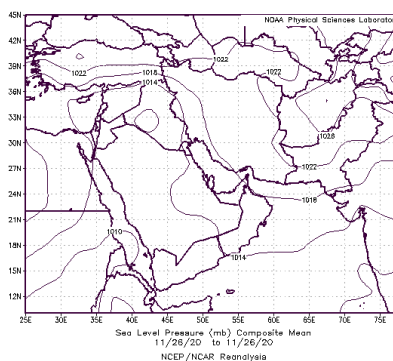 NOAA Physical Sciences Laborator
45N
42N
39N
36N
33N
30N
27N
24N
21N
18N
15N
12N
1022
1018
1014
1022
1022
1026
1022
1018
1010
1014
25E 30E 35E 40E 45E 50E 55E 60E 65E 70E 75E
Sea Level Pressure (mb) Composite Mean
11/26/20 to 11/26/20
NCEP/NCAR Reanalysis